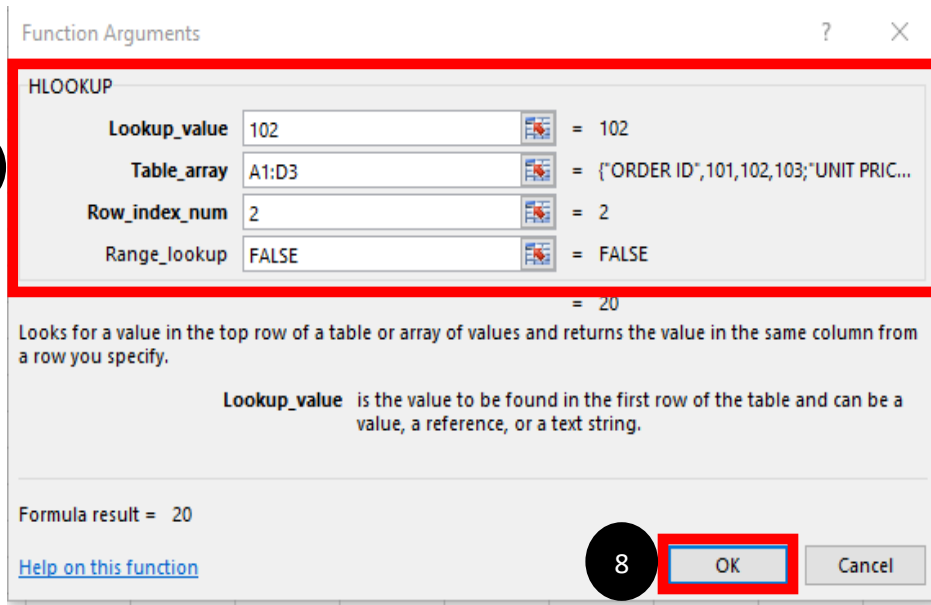 Function Arguments ? ×
HLOOKUP
Lookup_value 102 = 102
Table_array A1:D3 = {"ORDER ID",101,102,103;"UNIT PRIC...
Row_index_num 2 = 2
Range_lookup FALSE = FALSE
= 20
Looks for a value in the top row of a table or array of values and returns the value in the same column from
a row you specify.
Lookup_value is the value to be found in the first row of the table and can be a
value, a reference, or a text string.
Formula result = 20
Help on this function 8 OK Cancel